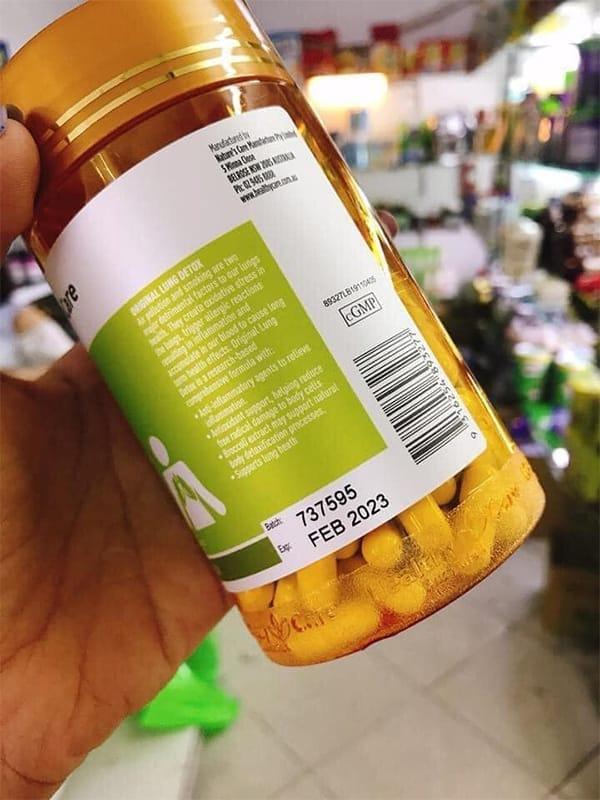 Manufactured by
Nature's Care Manufacture Pty Limited
5 Minna Close
BELROSE NSW 2085 AUSTRALIA
Ph: 02 9485 8888
www.healthycare.com.au
are
ORIGINAL LUNG DETOX
Air pollution and smoking are two
major detrimental factors to our lungs
health. They create oxidative stress in
the lungs, trigger allergic reactions
resulting in inflammation and
accumulate in our blood to cause long
term health effects. Original Lung
Detox is a research-based
comprehensive formula with:
• Anti-inflammatory agents to relieve
inflammation.
• Antioxidant support, helping reduce
free radical damage to body cells
• Broccoli extract may support natural
body detoxification processes.
• Supports lung heath
89327LB19110405
cGMP
Batch: 737595
Exp: FEB 2023